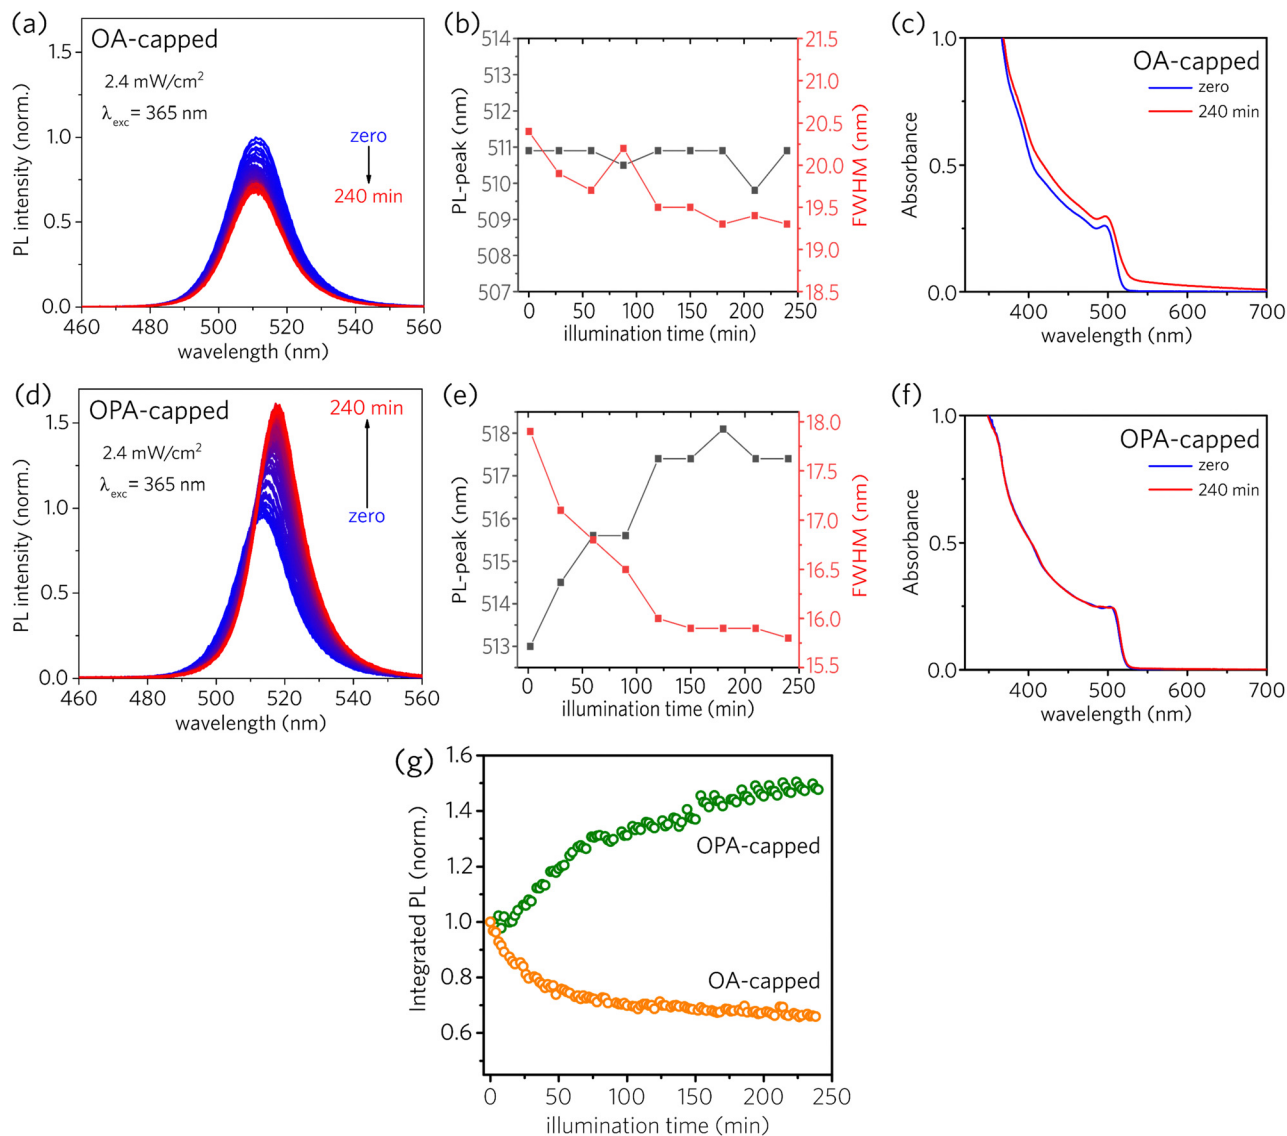 (a)
OA-capped
2.4 mW/cm²
λexc = 365 nm
zero
240 min
PL intensity (norm.)
1.5
1.0
0.5
0.0
460 480 500 520 540 560
wavelength (nm)
(b)
PL-peak (nm)
514
513
512
511
510
509
508
507
FWHM (nm)
21.5
21.0
20.5
20.0
19.5
19.0
18.5
0 50 100 150 200 250
illumination time (min)
(c)
OA-capped
zero
240 min
Absorbance
1.0
0.5
0.0
400 500 600 700
wavelength (nm)
(d)
OPA-capped
240 min
2.4 mW/cm²
λexc = 365 nm
zero
PL intensity (norm.)
1.5
1.0
0.5
0.0
460 480 500 520 540 560
wavelength (nm)
(e)
PL-peak (nm)
518
517
516
515
514
513
FWHM (nm)
18.0
17.5
17.0
16.5
16.0
15.5
0 50 100 150 200 250
illumination time (min)
(f)
OPA-capped
zero
240 min
Absorbance
1.0
0.5
0.0
400 500 600 700
wavelength (nm)
(g)
Integrated PL (norm.)
1.6
1.4
1.2
1.0
0.8
0.6
OPA-capped
OA-capped
0 50 100 150 200 250
illumination time (min)